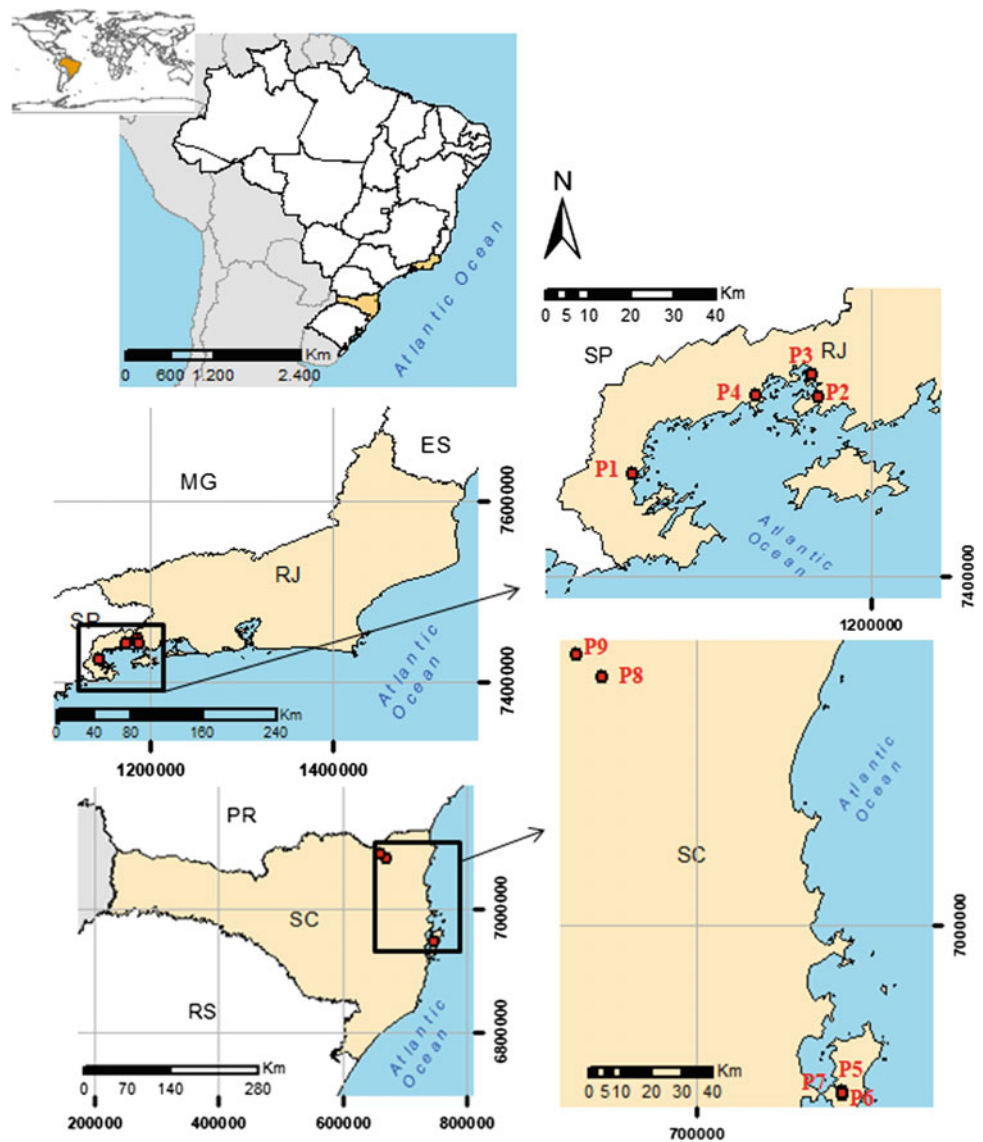 Atlantic Ocean
Km
0 600 1.200 2.400
N
Km
0 5 10 20 30 40
SP
RJ
P3
P4
P2
P1
Atlantic
Ocean
7400000
1200000
ES
MG
7600000
RJ
SP
Atlantic
Ocean
7400000
Km
0 40 80 160 240
1200000 1400000
P9
P8
Atlantic
Ocean
SC
7000000
P5
P7
P6
Km
0 510 20 30 40
700000
PR
SC
7000000
RS
Atlantic
Ocean
6800000
Km
0 70 140 280
200000 400000 600000 800000